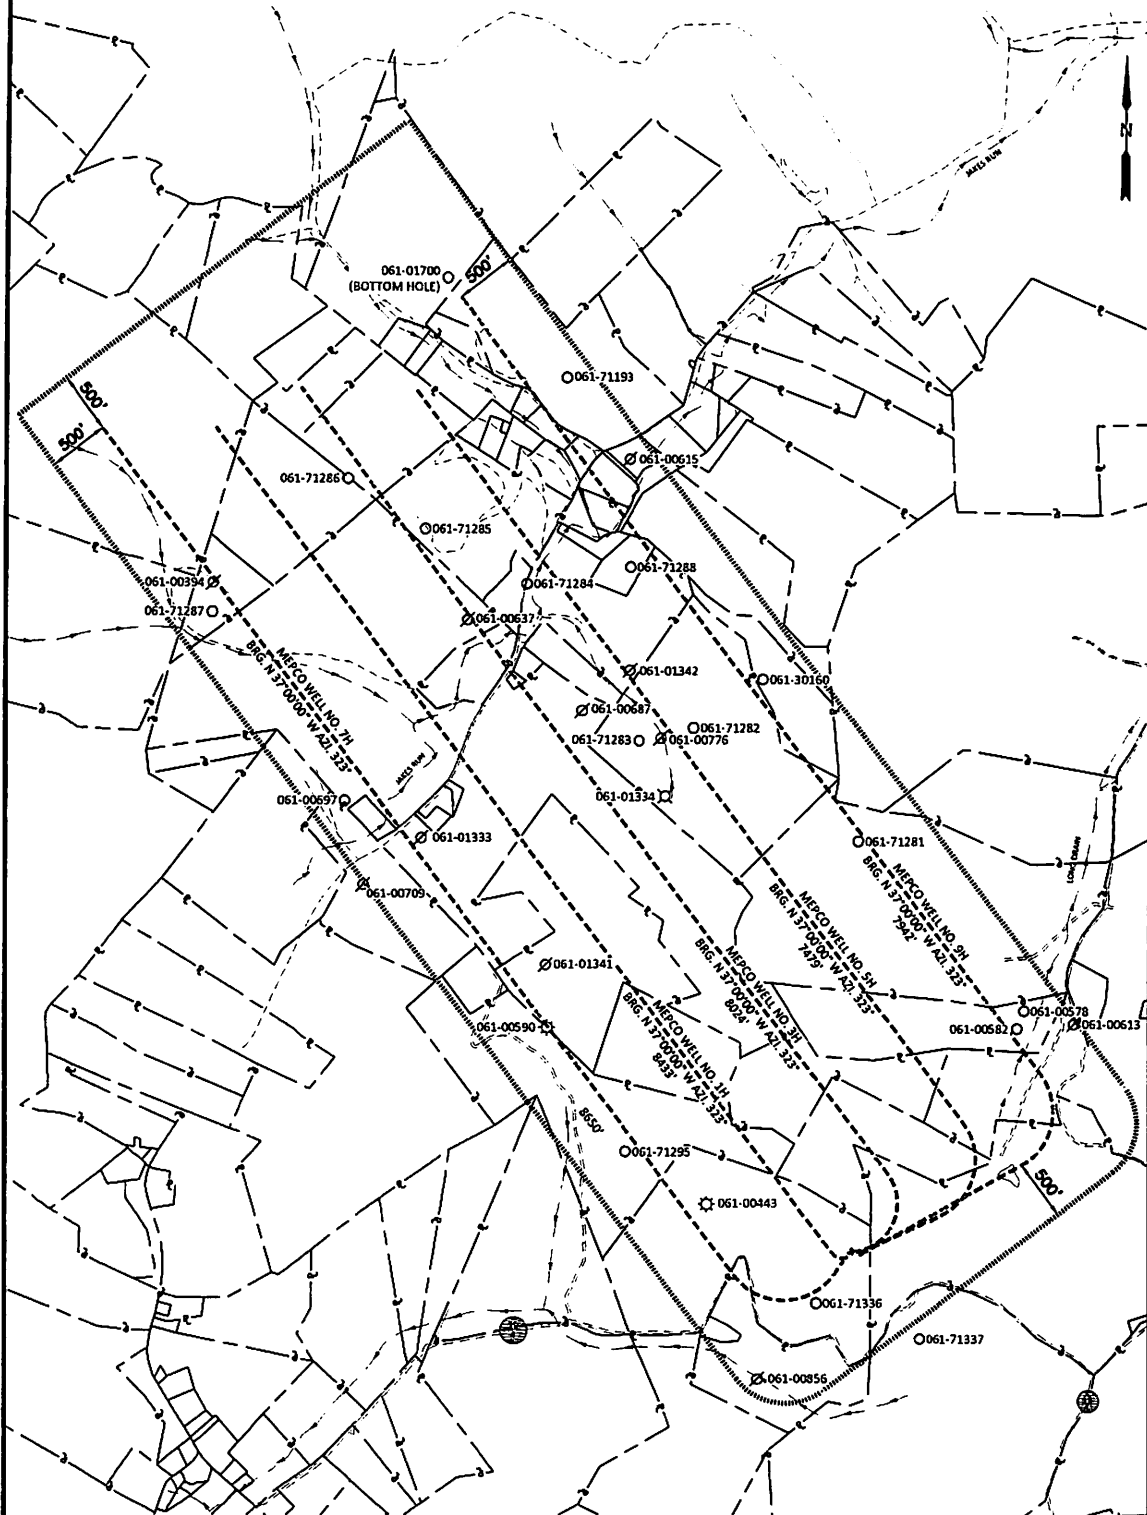 N
JAKES RUN
061-01700
(BOTTOM HOLE)
500'
061-71193
500'
500'
061-00615
061-71286
061-71285
061-71288
061-00394
061-71284
061-71287
061-00637
MEPCO WELL NO. 7H
BRG. N 37°00'00" W AZI. 323°
061-01342
061-30160
061-00687
061-71282
061-71283
061-00776
JAKES RUN
061-01334
061-00697
061-01333
061-71281
LONG DRAIN
061-00709
MEPCO WELL NO. 9H
BRG. N 37°00'00" W AZI. 323°
7942'
MEPCO WELL NO. 5H
BRG. N 37°00'00" W AZI. 323°
7479'
MEPCO WELL NO. 3H
BRG. N 37°00'00" W AZI. 323°
8024'
061-01341
MEPCO WELL NO. 1H
BRG. N 37°00'00" W AZI. 323°
8433'
061-00578
061-00590
061-00582
061-00613
8650'
061-71295
500'
061-00443
061-71336
061-71337
061-00856